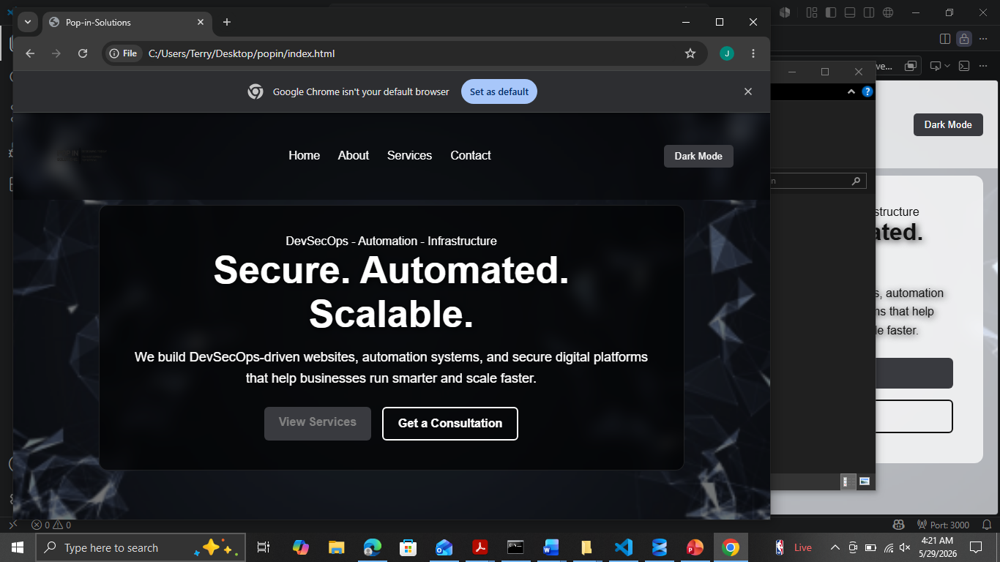 Pop-in-Solutions
File
C:/Users/Terry/Desktop/popin/index.html
J
Google Chrome isn't your default browser
Set as default
ve...
?
Home
About
Services
Contact
Dark Mode
Dark Mode
DevSecOps - Automation - Infrastructure
Secure. Automated.
Scalable.
We build DevSecOps-driven websites, automation systems, and secure digital platforms
that help businesses run smarter and scale faster.
View Services
Get a Consultation
structure
ated.
s, automation
ns that help
le faster.
0
0
Port: 3000
Type here to search
Live
4:21 AM
5/29/2026